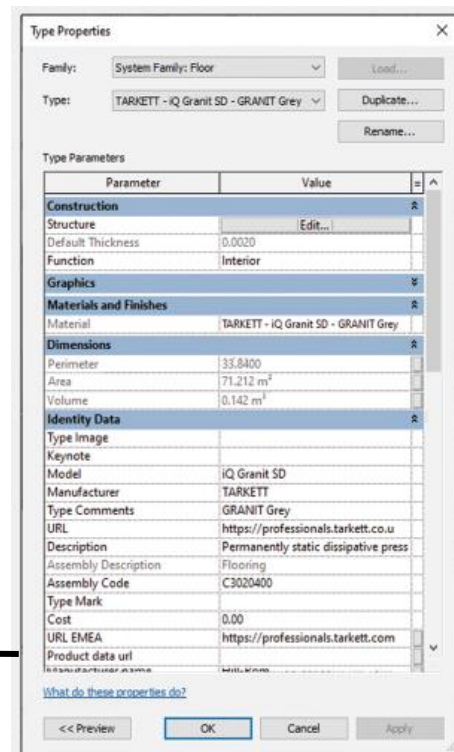 Type Properties
Family: System Family: Floor Load...
Type: TARKETT - iQ Granit SD - GRANIT Grey Duplicate...
Rename...
Type Parameters
Parameter Value =
Construction
Structure Edit...
Default Thickness 0.0020
Function Interior
Graphics
Materials and Finishes
Material TARKETT - iQ Granit SD - GRANIT Grey
Dimensions
Perimeter 33.8400
Area 71.212 m²
Volume 0.142 m³
Identity Data
Type Image
Keynote
Model iQ Granit SD
Manufacturer TARKETT
Type Comments GRANIT Grey
URL https://professionals.tarkett.co.u
Description Permanently static dissipative press
Assembly Description Flooring
Assembly Code C3020400
Type Mark
Cost 0.00
URL EMEA https://professionals.tarkett.com
Product data url
What do these properties do?
<< Preview OK Cancel Apply